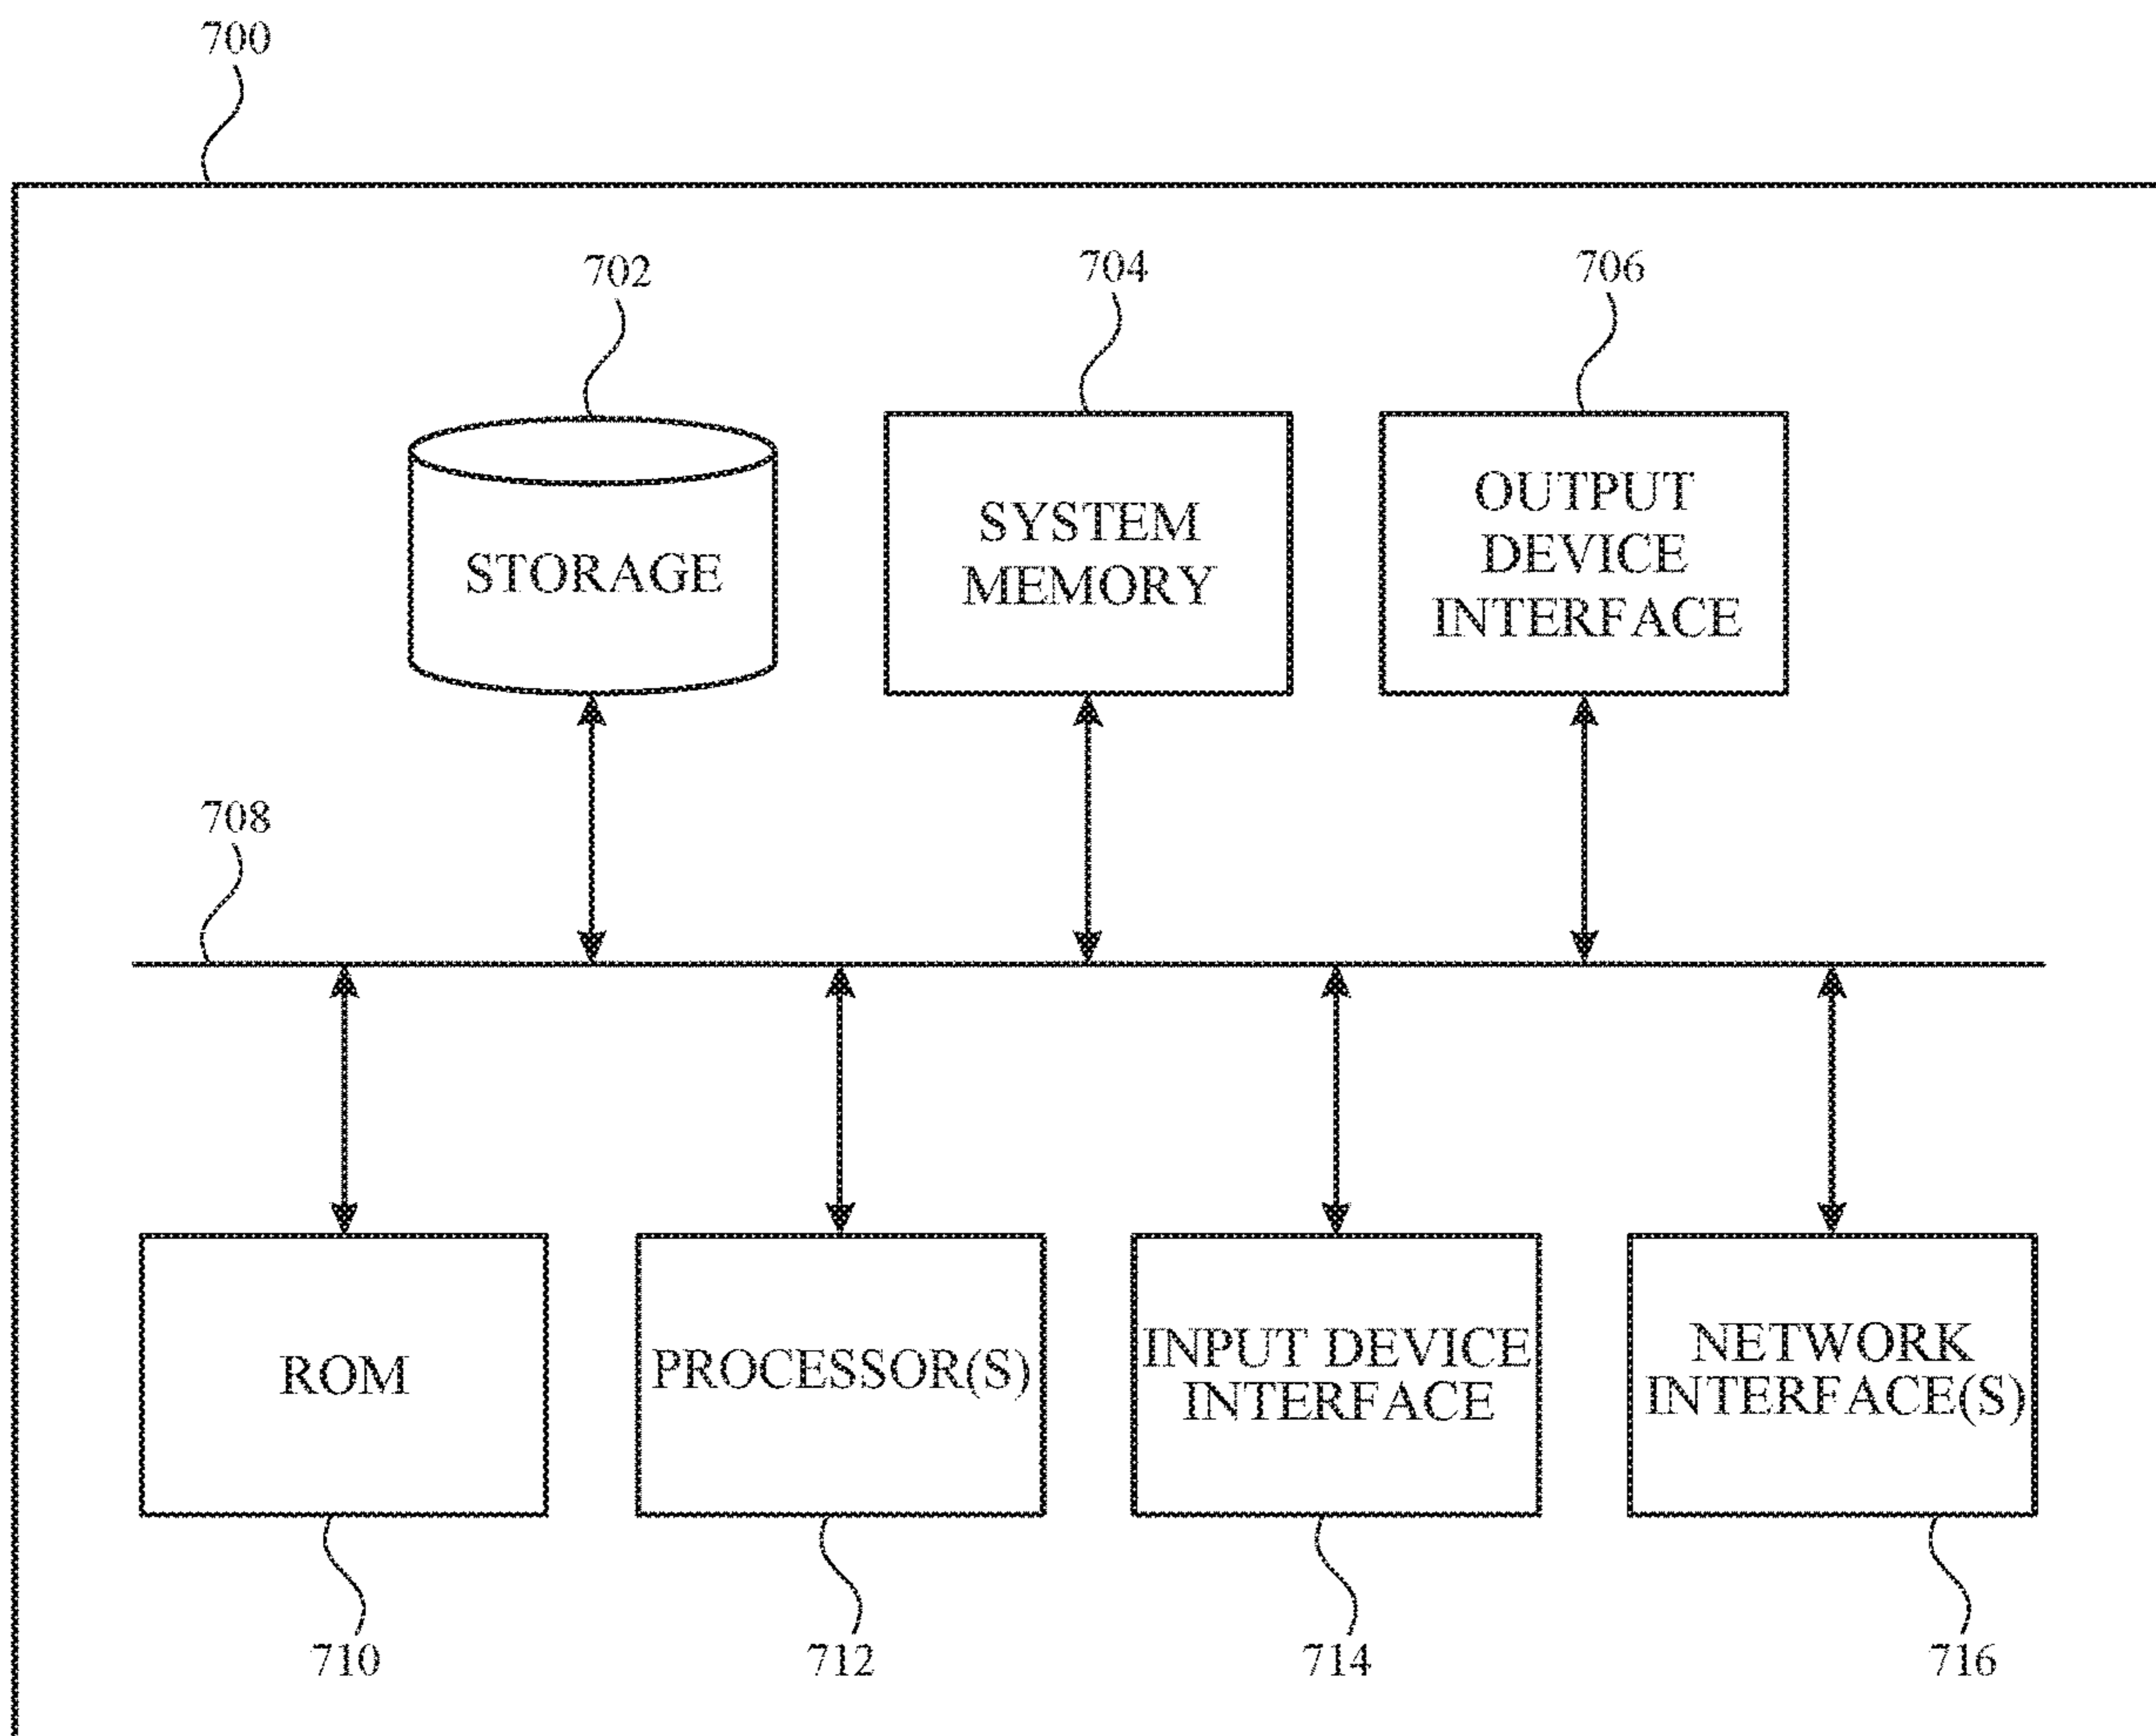 700
702
704
706
STORAGE
SYSTEM
MEMORY
OUTPUT
DEVICE
INTERFACE
708
ROM
PROCESSOR(S)
INPUT DEVICE
INTERFACE
NETWORK
INTERFACE(S)
710
712
714
716